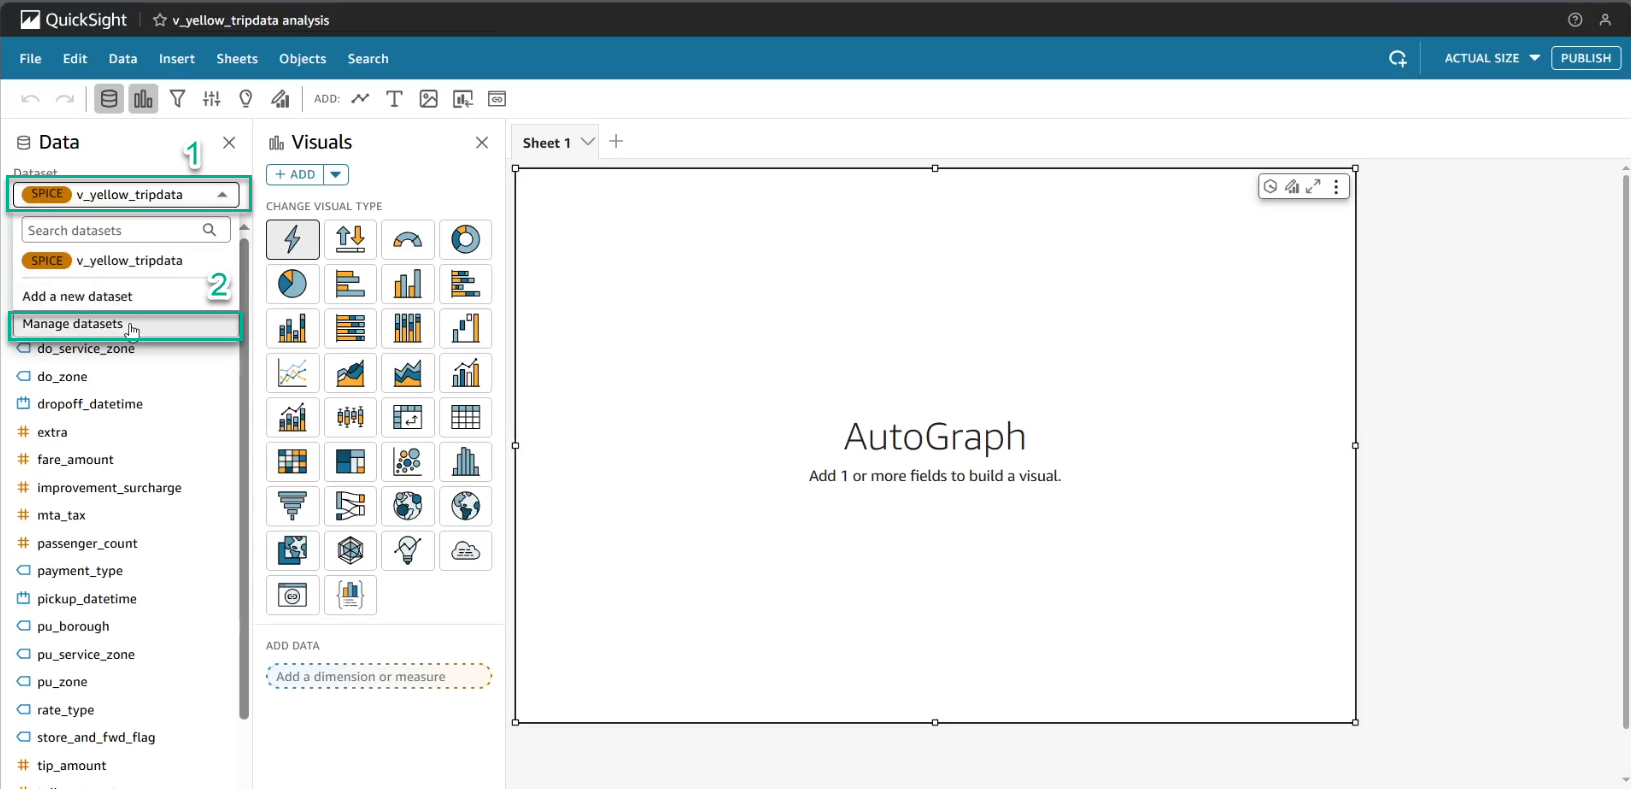 QuickSight
v_yellow_tripdata analysis
File Edit Data Insert Sheets Objects Search
ACTUAL SIZE
PUBLISH
ADD:
Data
1
Dataset
SPICE v_yellow_tripdata
Search datasets
SPICE v_yellow_tripdata
2
Add a new dataset
Manage datasets
do_service_zone
do_zone
dropoff_datetime
extra
fare_amount
improvement_surcharge
mta_tax
passenger_count
payment_type
pickup_datetime
pu_borough
pu_service_zone
pu_zone
rate_type
store_and_fwd_flag
tip_amount
Visuals
+ ADD
CHANGE VISUAL TYPE
ADD DATA
Add a dimension or measure
Sheet 1
AutoGraph
Add 1 or more fields to build a visual.